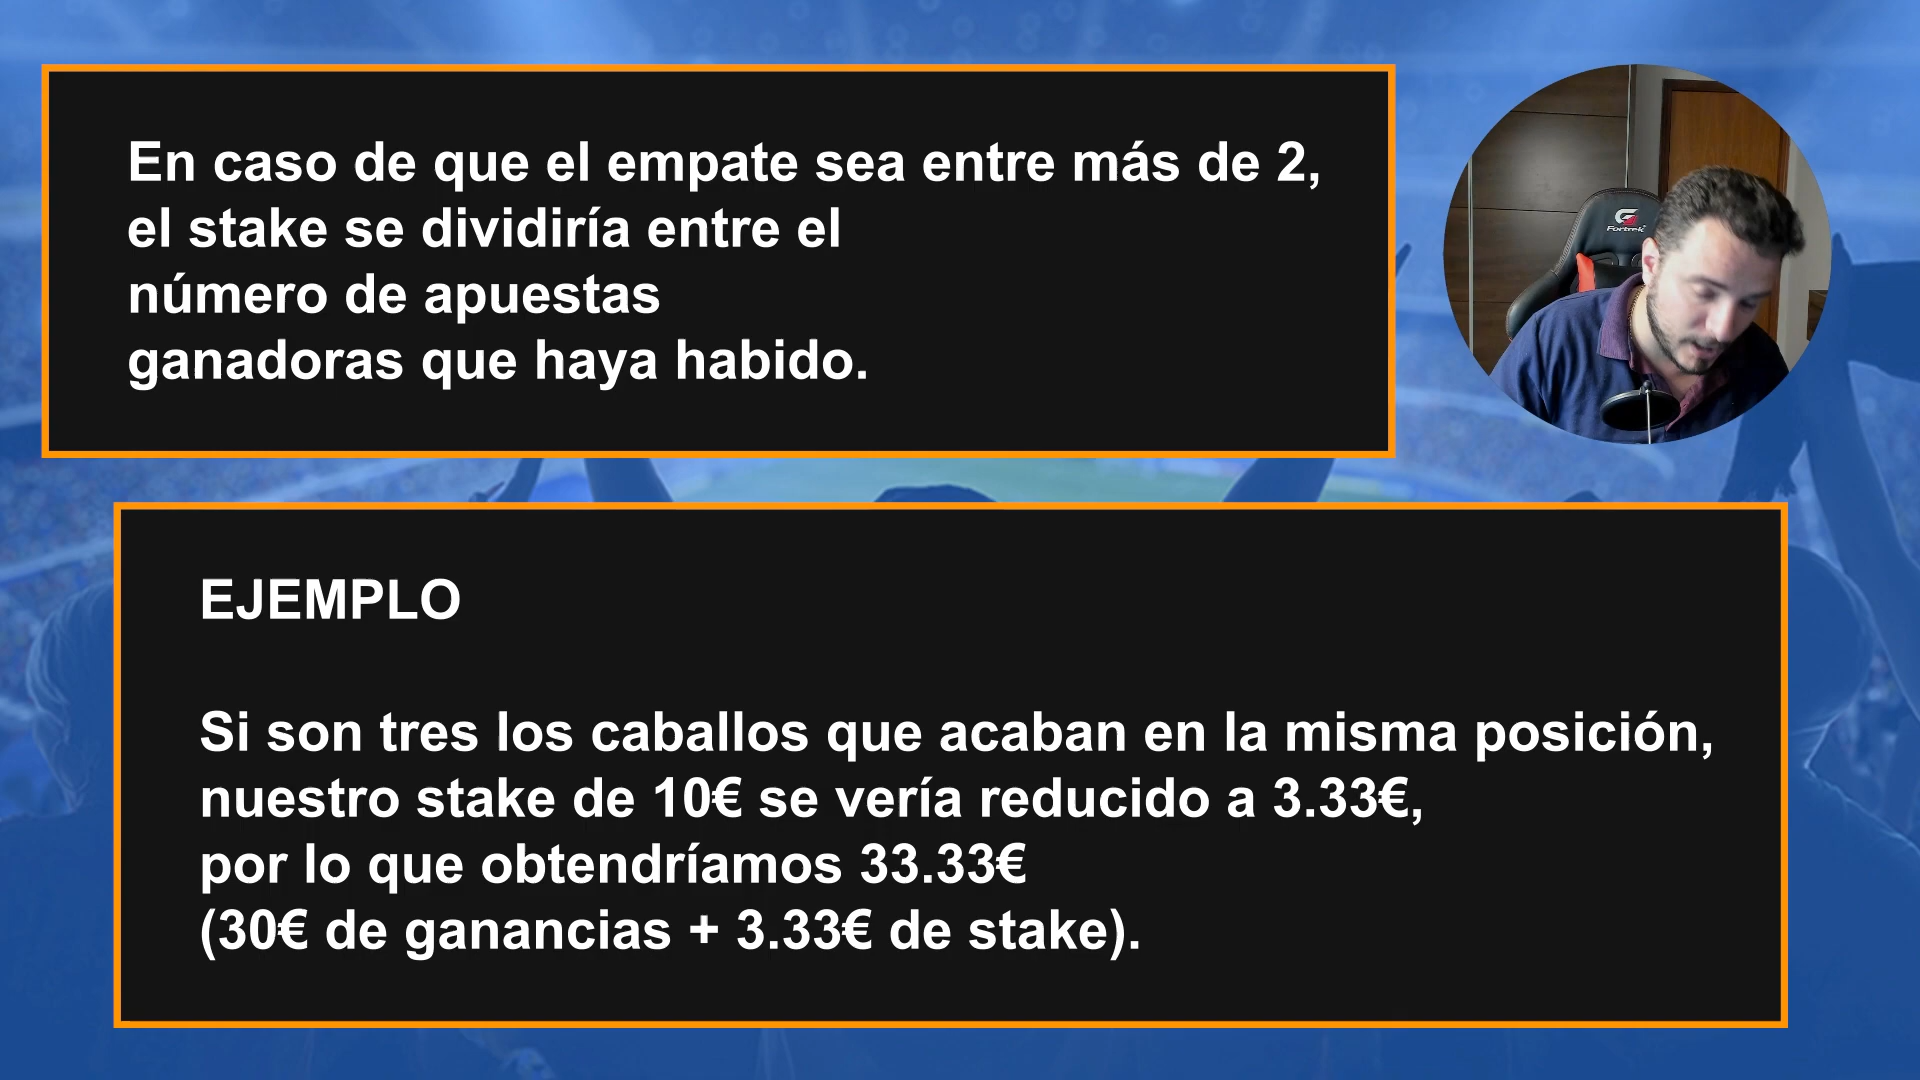 En caso de que el empate sea entre más de 2,
el stake se dividiría entre el
número de apuestas
ganadoras que haya habido.
Fortrek
EJEMPLO
Si son tres los caballos que acaban en la misma posición,
nuestro stake de 10€ se vería reducido a 3.33€,
por lo que obtendríamos 33.33€
(30€ de ganancias + 3.33€ de stake).